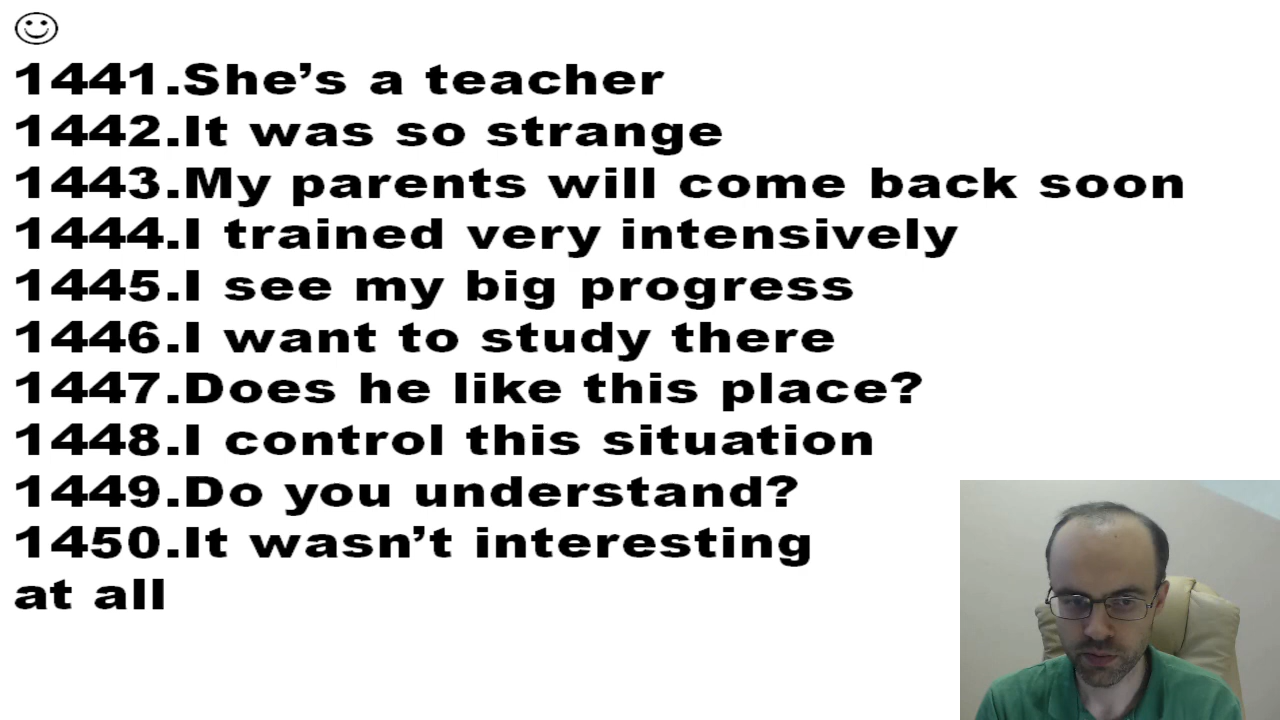 1441.She’s a teacher
1442.It was so strange
1443.My parents will come back soon
1444.I trained very intensively
1445.I see my big progress
1446.I want to study there
1447.Does he like this place?
1448.I control this situation
1449.Do you understand?
1450.It wasn’t interesting
at all